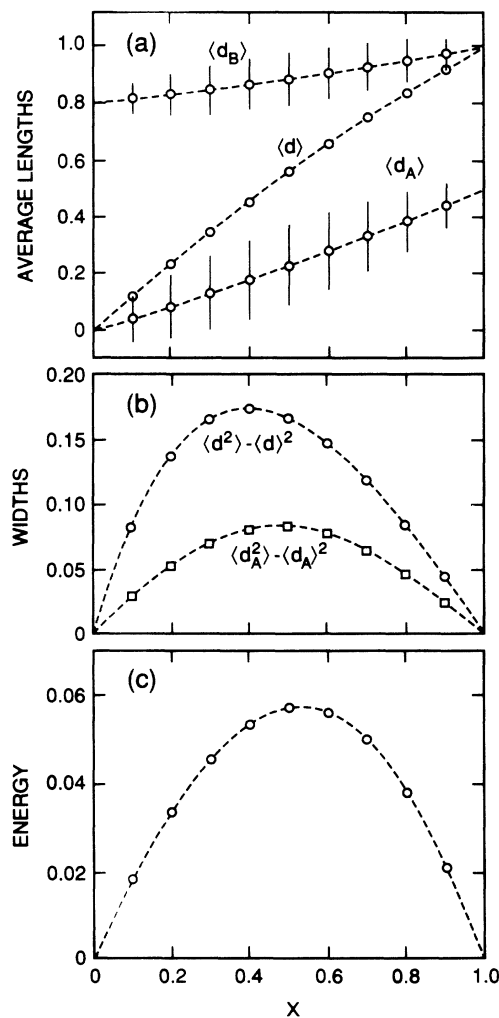 (a)
⟨d_B⟩
⟨d⟩
⟨d_A⟩
AVERAGE LENGTHS
1.0
0.8
0.6
0.4
0.2
0
(b)
⟨d²⟩-⟨d⟩²
⟨d_A²⟩-⟨d_A⟩²
WIDTHS
0.20
0.15
0.10
0.05
0
(c)
ENERGY
0.06
0.04
0.02
0
0 0.2 0.4 0.6 0.8 1.0
X